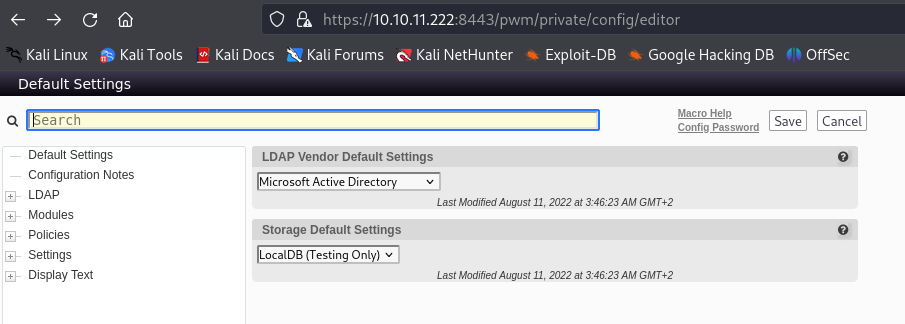 https://10.10.11.222:8443/pwm/private/config/editor
Kali Linux Kali Tools Kali Docs Kali Forums Kali NetHunter Exploit-DB Google Hacking DB OffSec
Default Settings
Search
Macro Help
Config Password
Save Cancel
Default Settings
Configuration Notes
LDAP
Modules
Policies
Settings
Display Text
LDAP Vendor Default Settings
Microsoft Active Directory
Last Modified August 11, 2022 at 3:46:23 AM GMT+2
Storage Default Settings
LocalDB (Testing Only)
Last Modified August 11, 2022 at 3:46:23 AM GMT+2